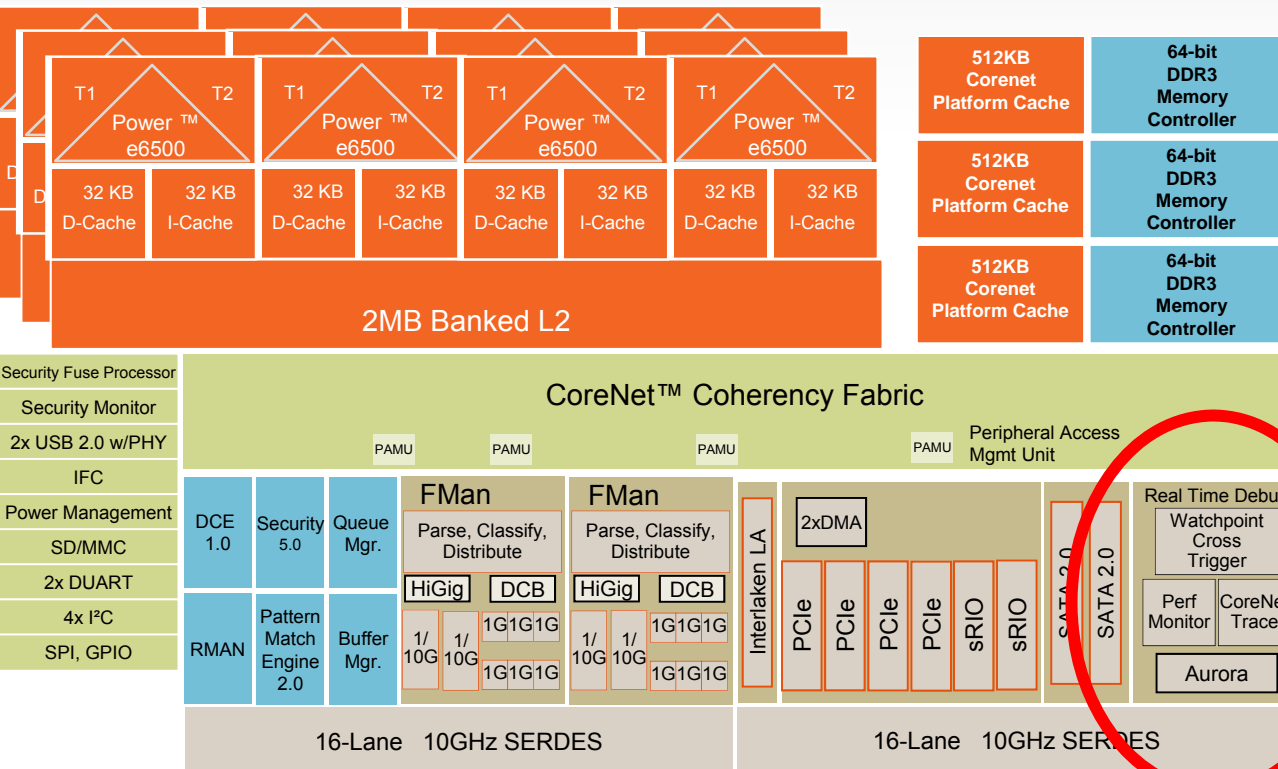 T1 T2 T1 T2 T1 T2 T1 T2
Power ™ Power ™ Power ™ Power ™
e6500 e6500 e6500 e6500
32 KB 32 KB 32 KB 32 KB 32 KB 32 KB 32 KB 32 KB
D-Cache I-Cache D-Cache I-Cache D-Cache I-Cache D-Cache I-Cache
D
D
2MB Banked L2
512KB
Corenet
Platform Cache
64-bit
DDR3
Memory
Controller
512KB
Corenet
Platform Cache
64-bit
DDR3
Memory
Controller
512KB
Corenet
Platform Cache
64-bit
DDR3
Memory
Controller
Security Fuse Processor
Security Monitor
2x USB 2.0 w/PHY
IFC
Power Management
SD/MMC
2x DUART
4x I²C
SPI, GPIO
CoreNet™ Coherency Fabric
PAMU PAMU PAMU PAMU
Peripheral Access
Mgmt Unit
DCE
1.0
Security
5.0
Queue
Mgr.
RMAN
Pattern
Match
Engine
2.0
Buffer
Mgr.
FMan
Parse, Classify,
Distribute
HiGig DCB
1/
10G
1/
10G
1G 1G 1G
1G 1G 1G
FMan
Parse, Classify,
Distribute
HiGig DCB
1/
10G
1/
10G
1G 1G 1G
1G 1G 1G
Interlaken LA
2xDMA
PCIe
PCIe
PCIe
PCIe
sRIO
sRIO
SATA 2.0
SATA 2.0
Real Time Debu
Watchpoint
Cross
Trigger
Perf
Monitor
CoreNe
Trace
Aurora
16-Lane 10GHz SERDES
16-Lane 10GHz SERDES